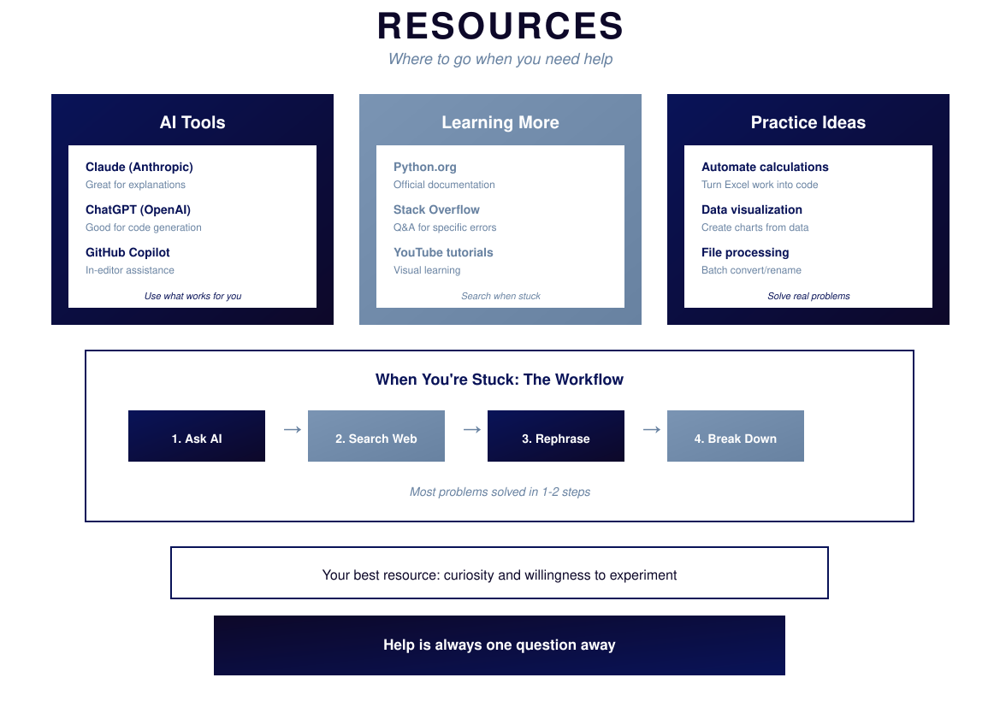 RESOURCES
Where to go when you need help
AI Tools
Claude (Anthropic)
Great for explanations
ChatGPT (OpenAI)
Good for code generation
GitHub Copilot
In-editor assistance
Use what works for you
Learning More
Python.org
Official documentation
Stack Overflow
Q&A for specific errors
YouTube tutorials
Visual learning
Search when stuck
Practice Ideas
Automate calculations
Turn Excel work into code
Data visualization
Create charts from data
File processing
Batch convert/rename
Solve real problems
When You're Stuck: The Workflow
1. Ask AI → 2. Search Web → 3. Rephrase → 4. Break Down
Most problems solved in 1-2 steps
Your best resource: curiosity and willingness to experiment
Help is always one question away